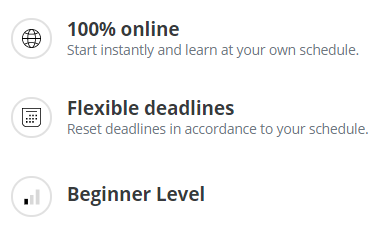 100% online
Start instantly and learn at your own schedule.
Flexible deadlines
Reset deadlines in accordance to your schedule.
Beginner Level